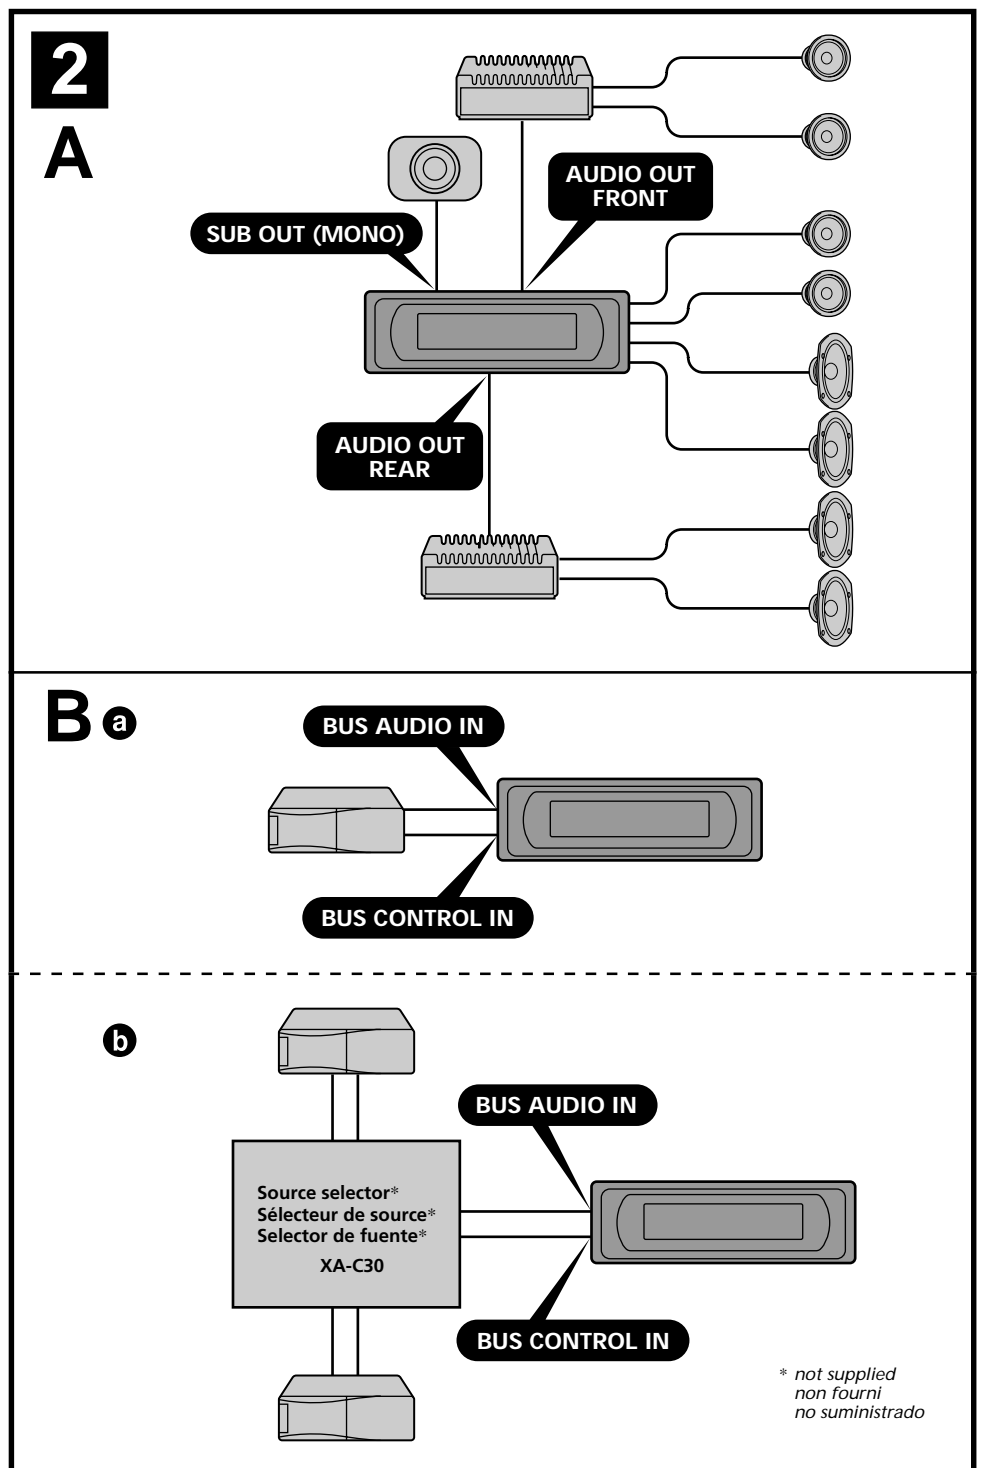 2
A
AUDIO OUT
FRONT
SUB OUT (MONO)
AUDIO OUT
REAR
B a
BUS AUDIO IN
BUS CONTROL IN
b
BUS AUDIO IN
Source selector*
Sélecteur de source*
Selector de fuente*
XA-C30
BUS CONTROL IN
* not supplied
non fourni
no suministrado